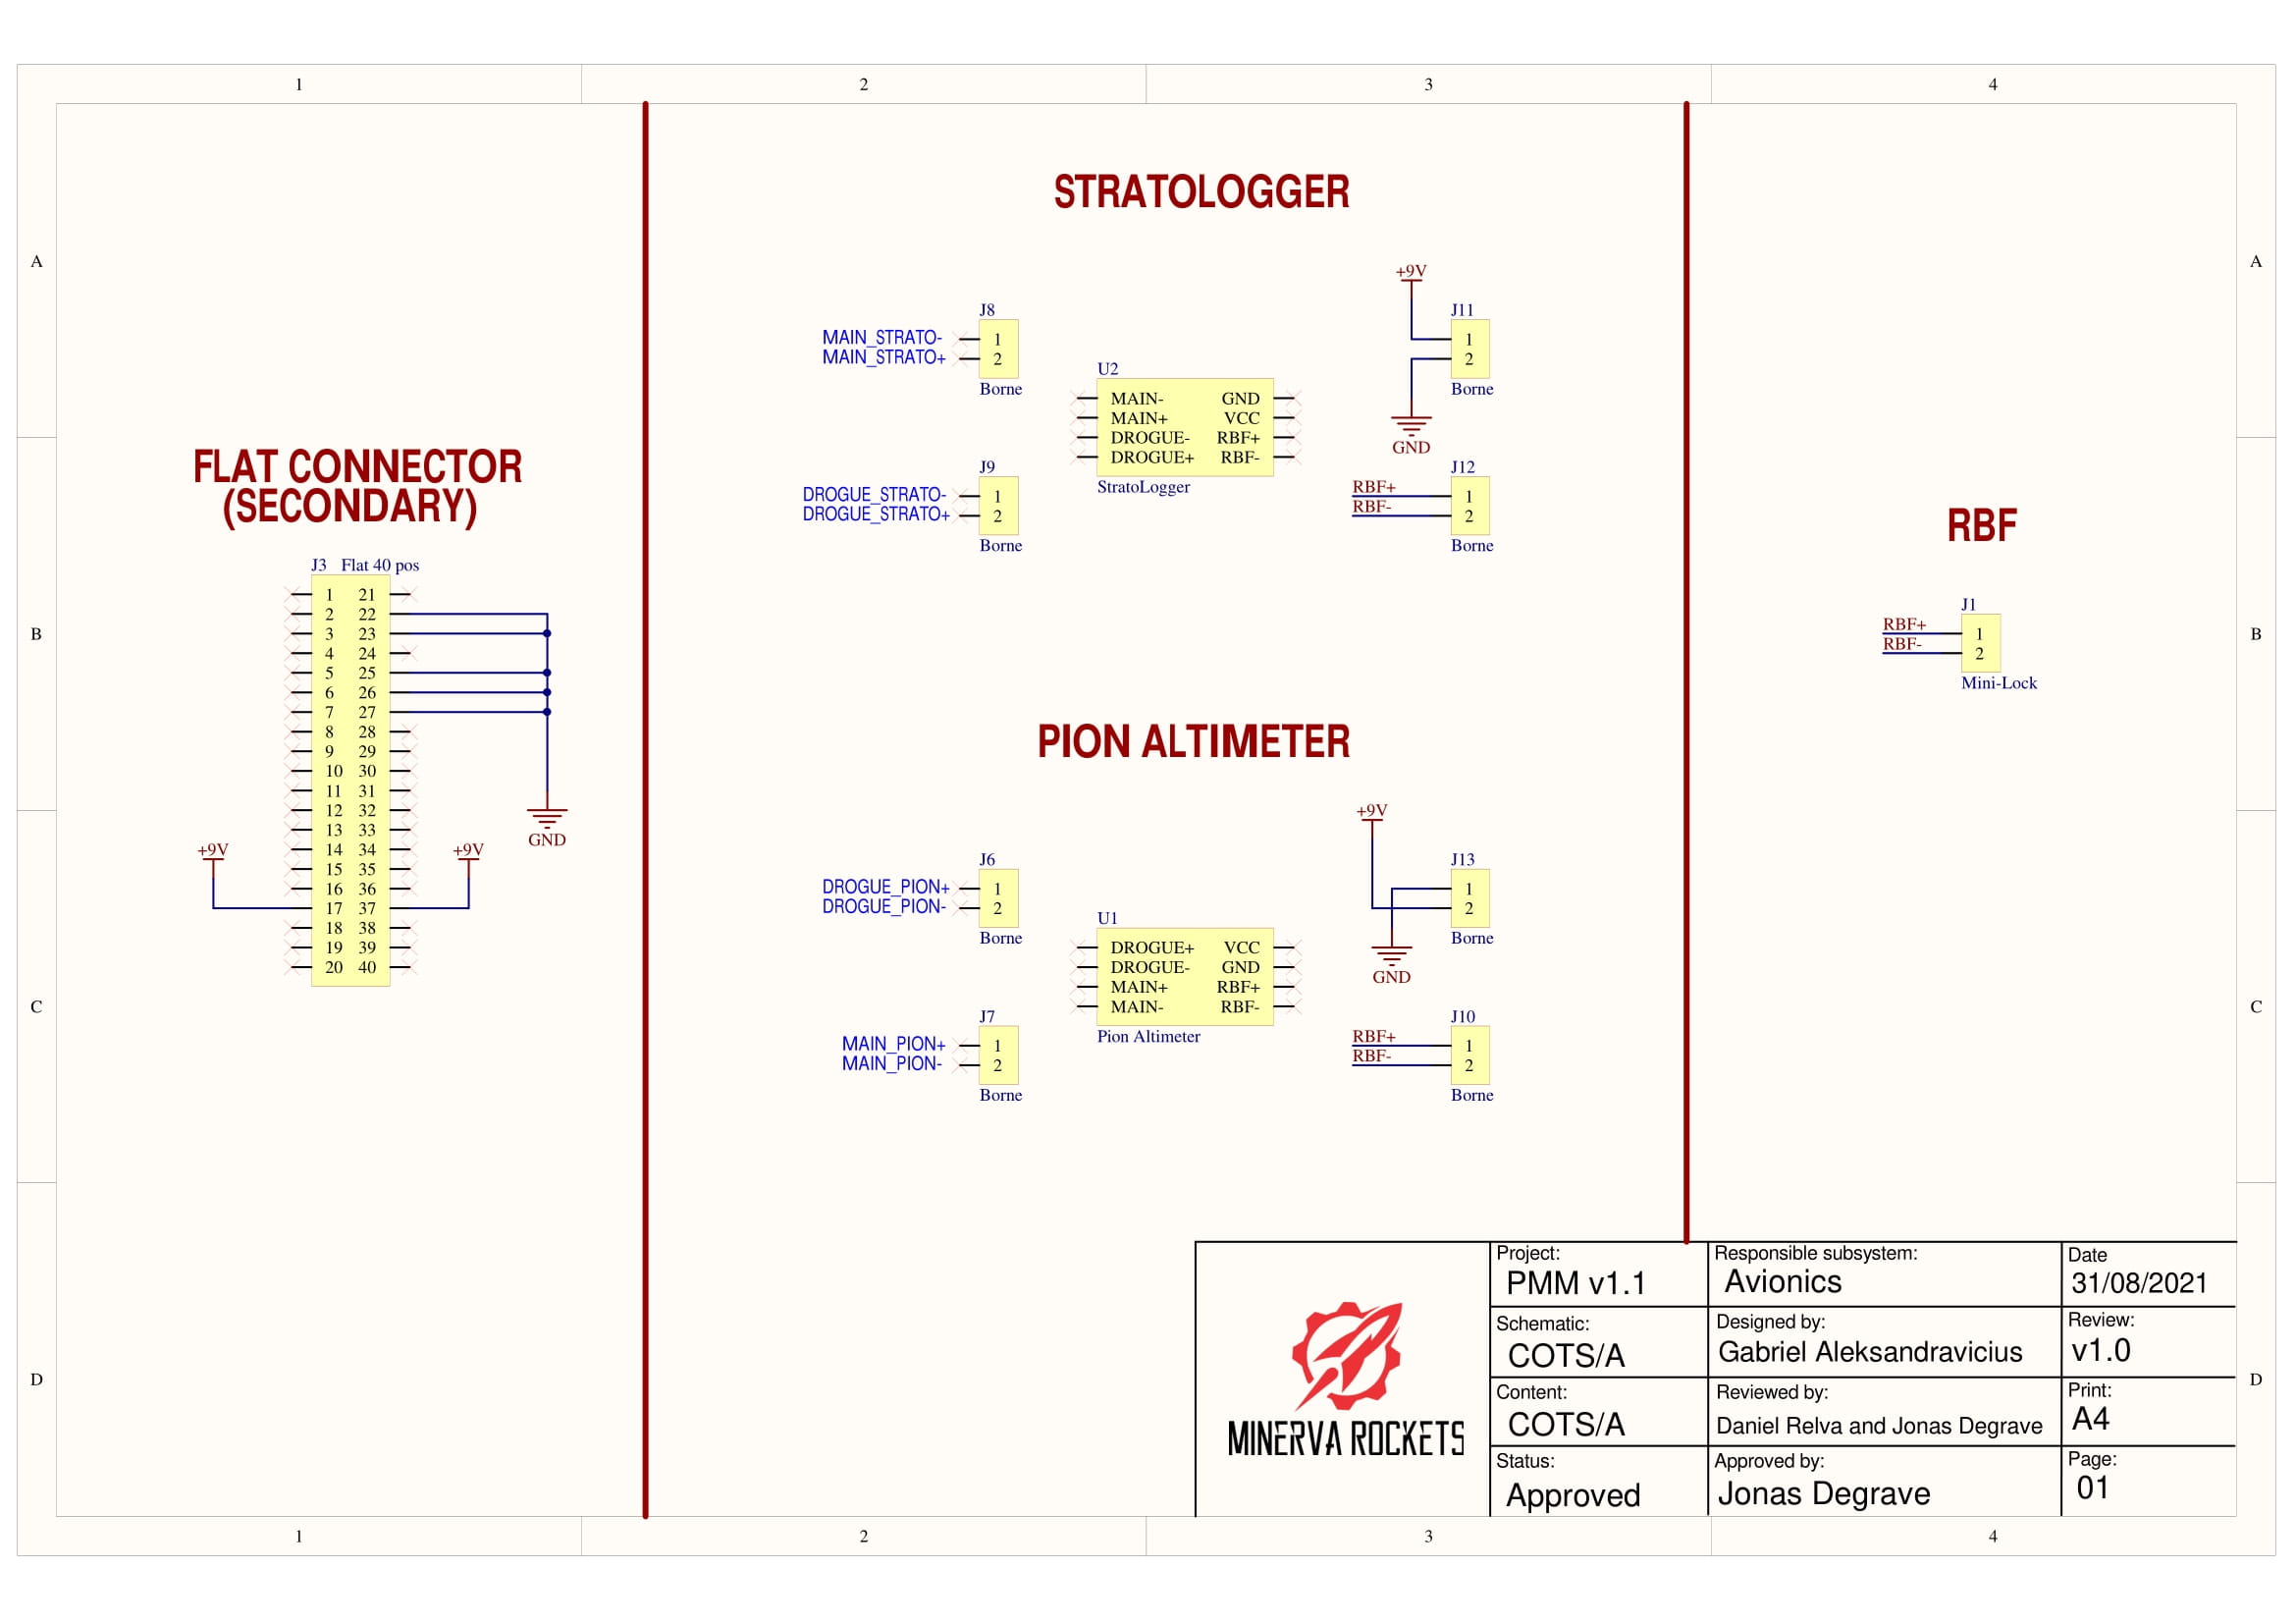 1 2 3 4
A A
B B
C C
D D
FLAT CONNECTOR
(SECONDARY)
J3 Flat 40 pos
1 21
2 22
3 23
4 24
5 25
6 26
7 27
8 28
9 29
10 30
11 31
12 32
13 33
14 34
15 35
16 36
17 37
18 38
19 39
20 40
+9V
+9V
GND
STRATOLOGGER
J8
MAIN_STRATO- 1
MAIN_STRATO+ 2
Borne
J9
DROGUE_STRATO- 1
DROGUE_STRATO+ 2
Borne
U2
MAIN- GND
MAIN+ VCC
DROGUE- RBF+
DROGUE+ RBF-
StratoLogger
+9V
J11
1
2
Borne
GND
J12
RBF+ 1
RBF- 2
Borne
PION ALTIMETER
J6
DROGUE_PION+ 1
DROGUE_PION- 2
Borne
J7
MAIN_PION+ 1
MAIN_PION- 2
Borne
U1
DROGUE+ VCC
DROGUE- GND
MAIN+ RBF+
MAIN- RBF-
Pion Altimeter
+9V
J13
1
2
Borne
GND
J10
RBF+ 1
RBF- 2
Borne
RBF
J1
RBF+ 1
RBF- 2
Mini-Lock
MINERVA ROCKETS
Project:
PMM v1.1
Responsible subsystem:
Avionics
Date
31/08/2021
Schematic:
COTS/A
Designed by:
Gabriel Aleksandravicius
Review:
v1.0
Content:
COTS/A
Reviewed by:
Daniel Relva and Jonas Degrave
Print:
A4
Status:
Approved
Approved by:
Jonas Degrave
Page:
01
1 2 3 4